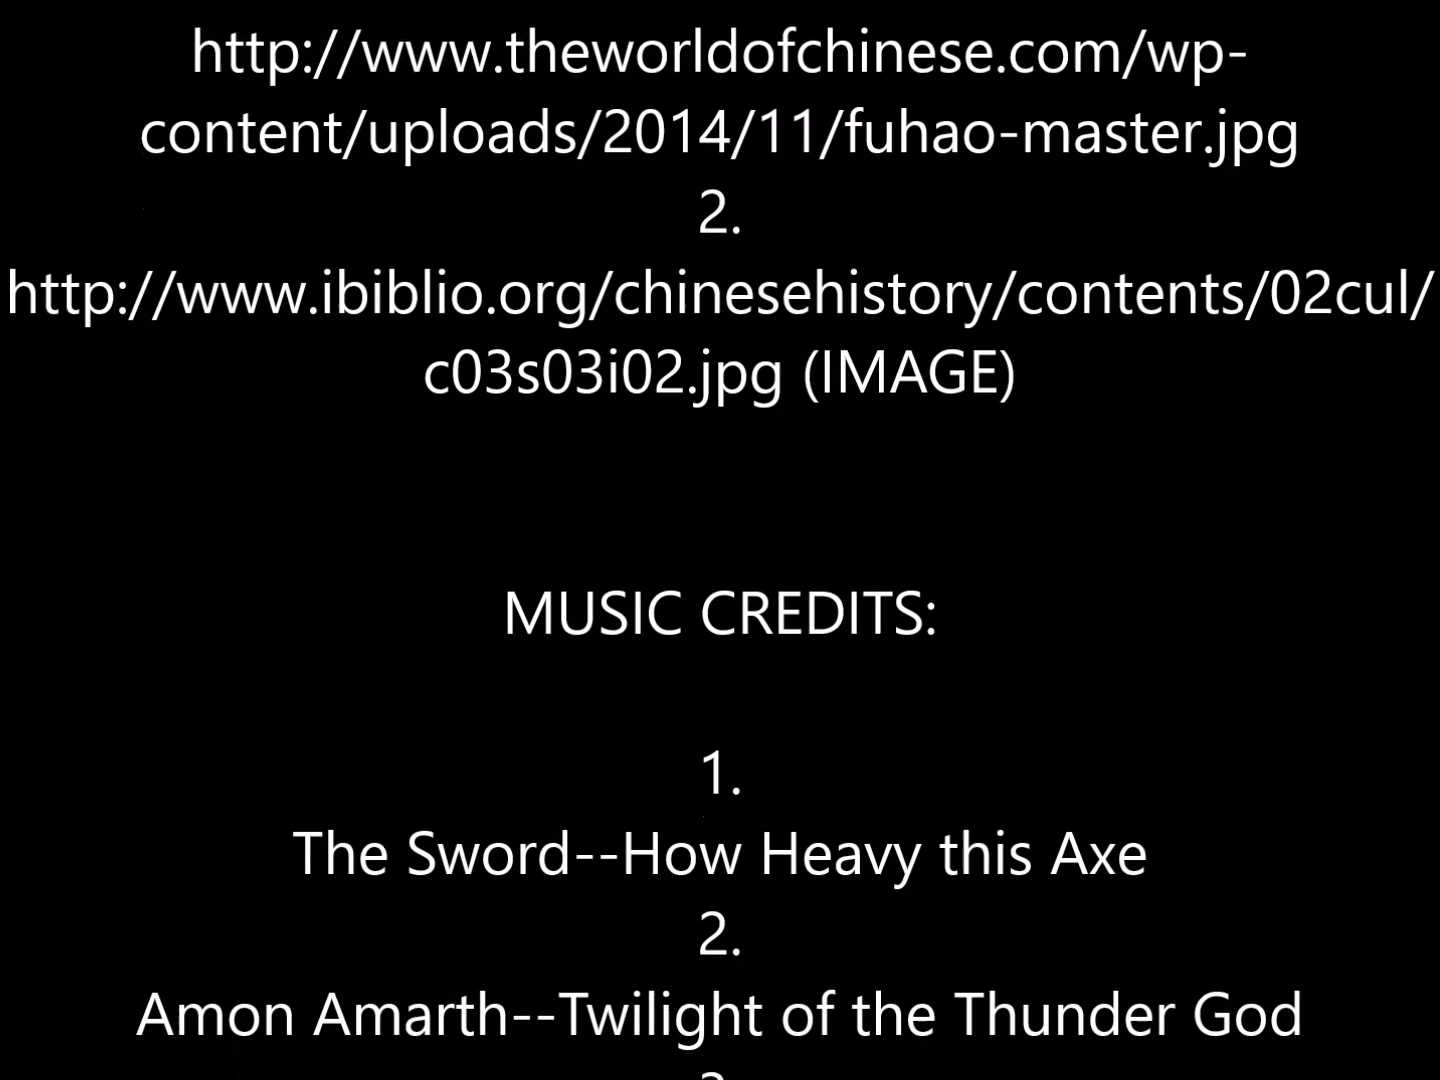 http://www.theworldofchinese.com/wp-
content/uploads/2014/11/fuhao-master.jpg
2.
http://www.ibiblio.org/chinesehistory/contents/02cul/
c03s03i02.jpg (IMAGE)
MUSIC CREDITS:
1.
The Sword--How Heavy this Axe
2.
Amon Amarth--Twilight of the Thunder God